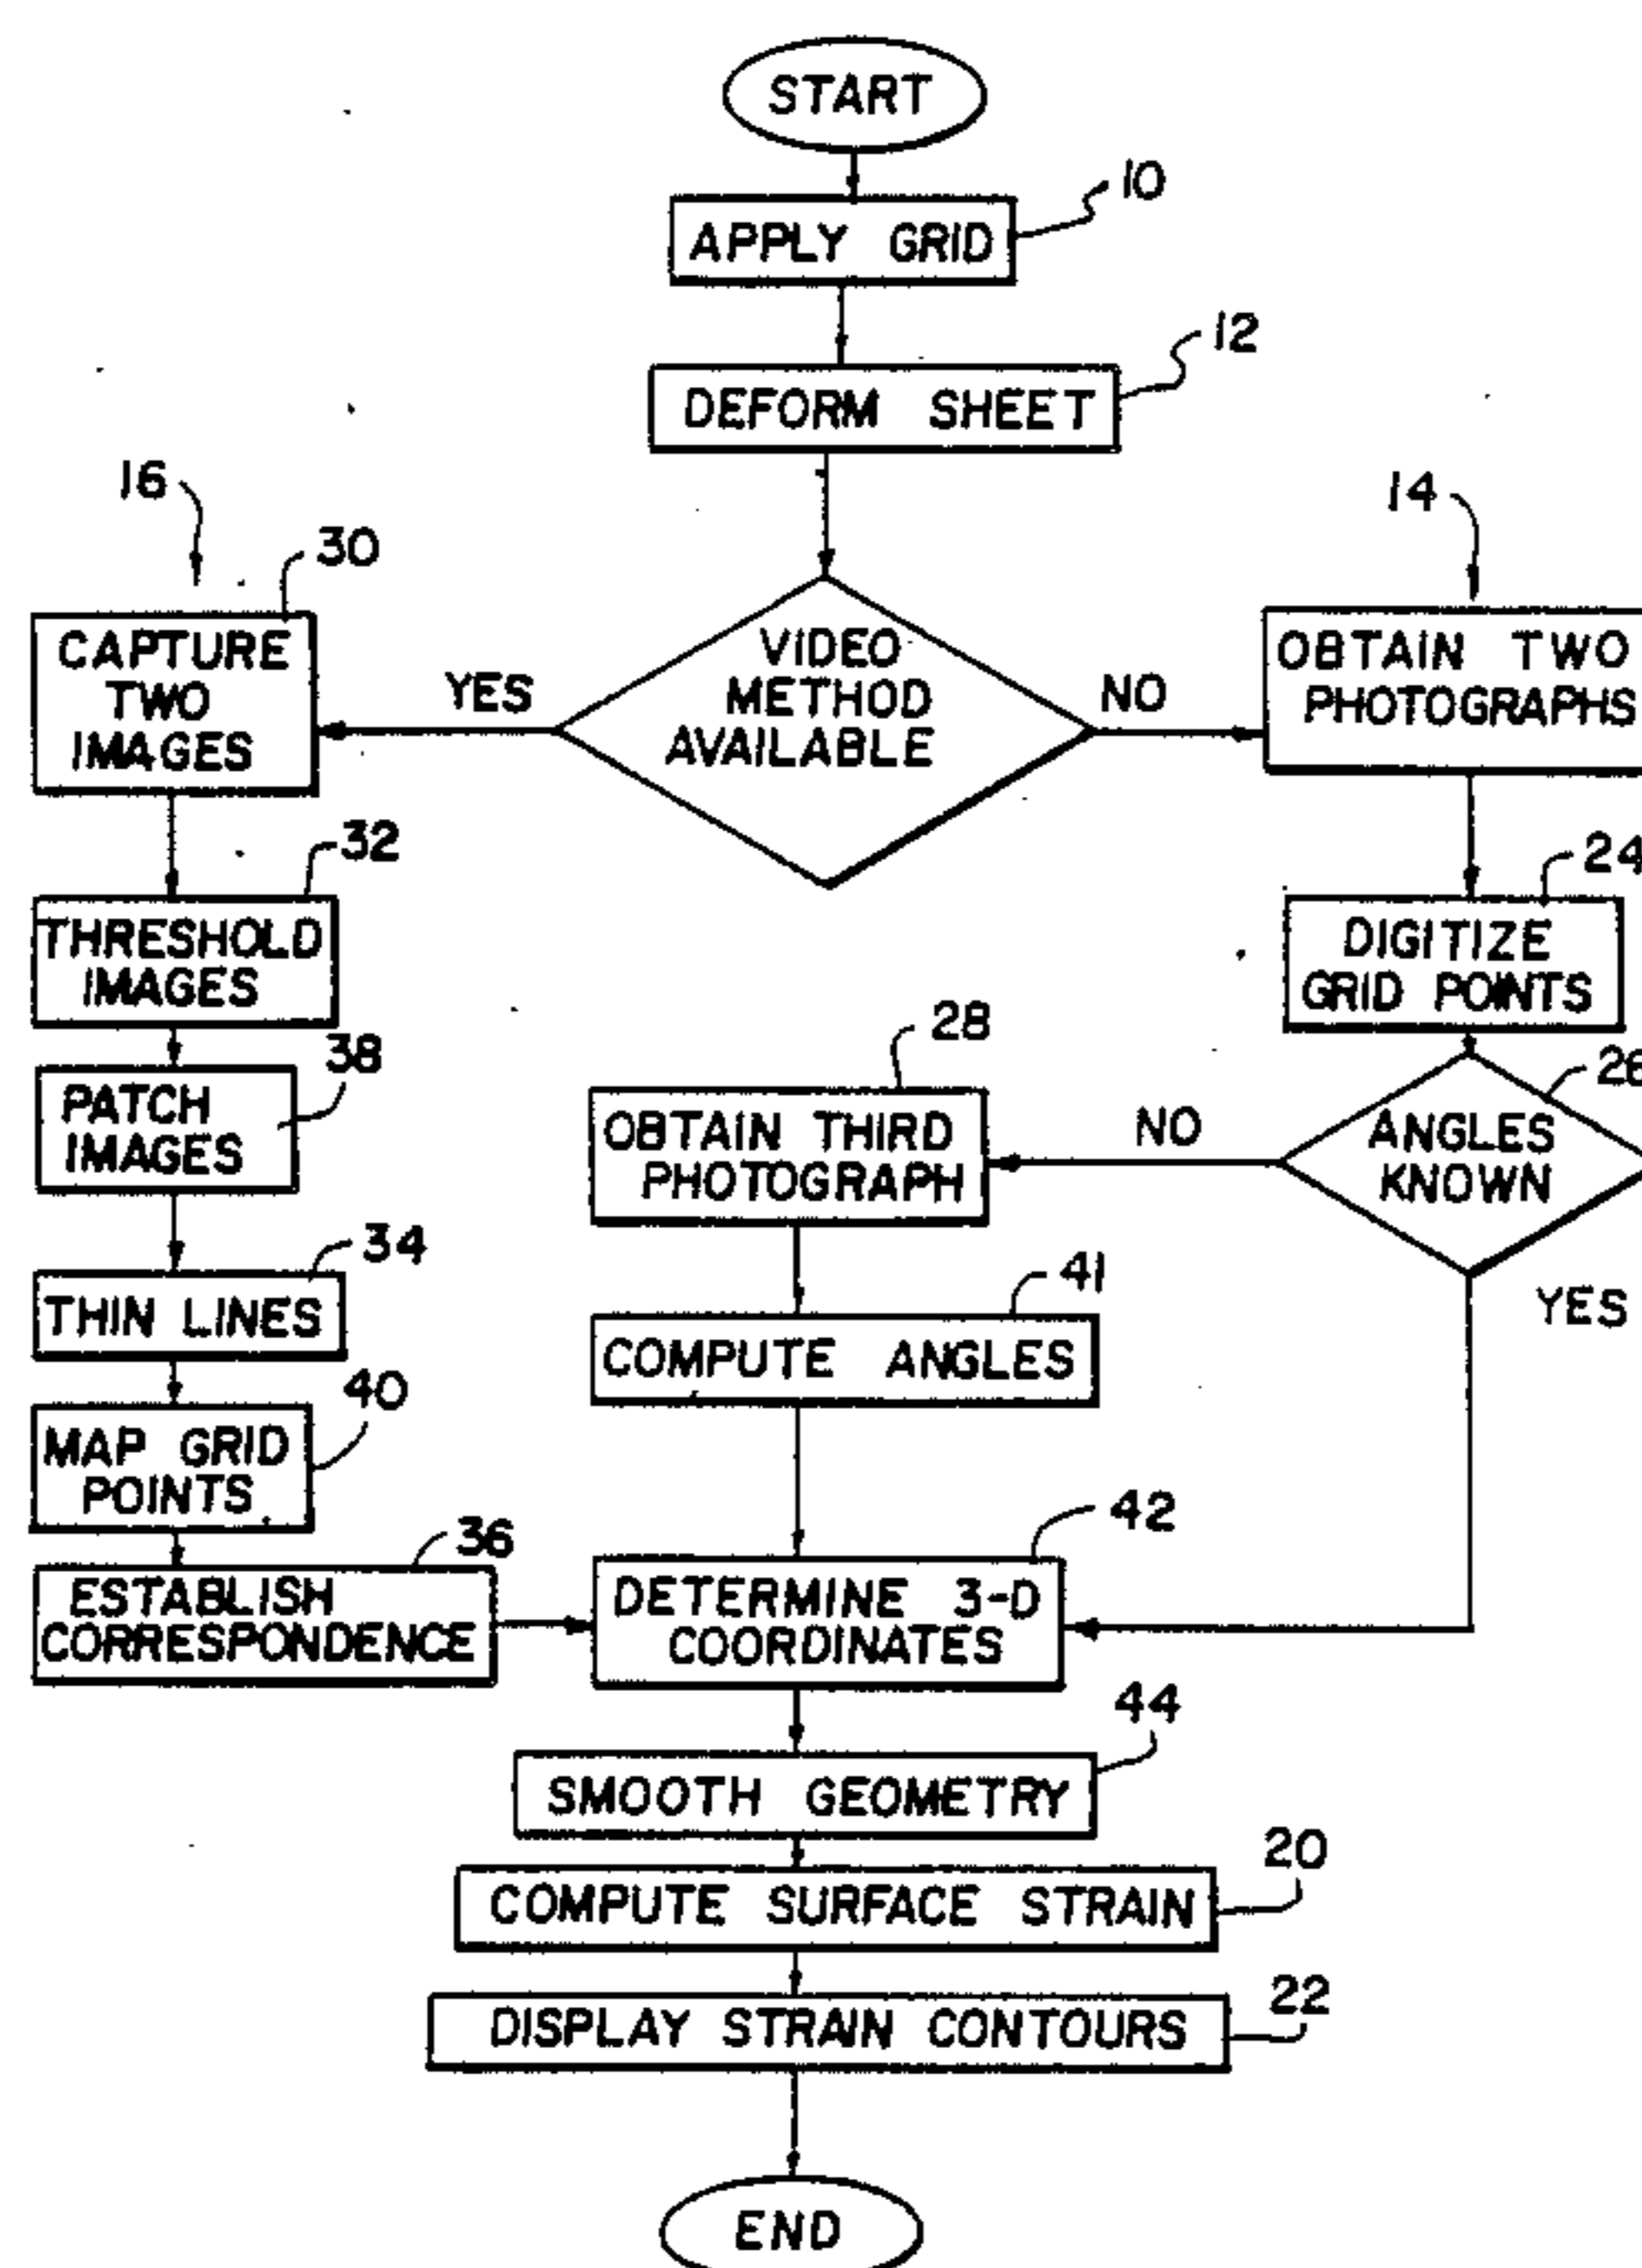 START
10
APPLY GRID
12
DEFORM SHEET
16
14
30
CAPTURE
TWO
IMAGES
YES
VIDEO
METHOD
AVAILABLE
NO
OBTAIN TWO
PHOTOGRAPHS
32
THRESHOLD
IMAGES
24
DIGITIZE
GRID POINTS
38
PATCH
IMAGES
28
OBTAIN THIRD
PHOTOGRAPH
NO
26
ANGLES
KNOWN
YES
34
THIN LINES
41
COMPUTE ANGLES
40
MAP GRID
POINTS
36
ESTABLISH
CORRESPONDENCE
42
DETERMINE 3-D
COORDINATES
44
SMOOTH GEOMETRY
20
COMPUTE SURFACE STRAIN
22
DISPLAY STRAIN CONTOURS
END